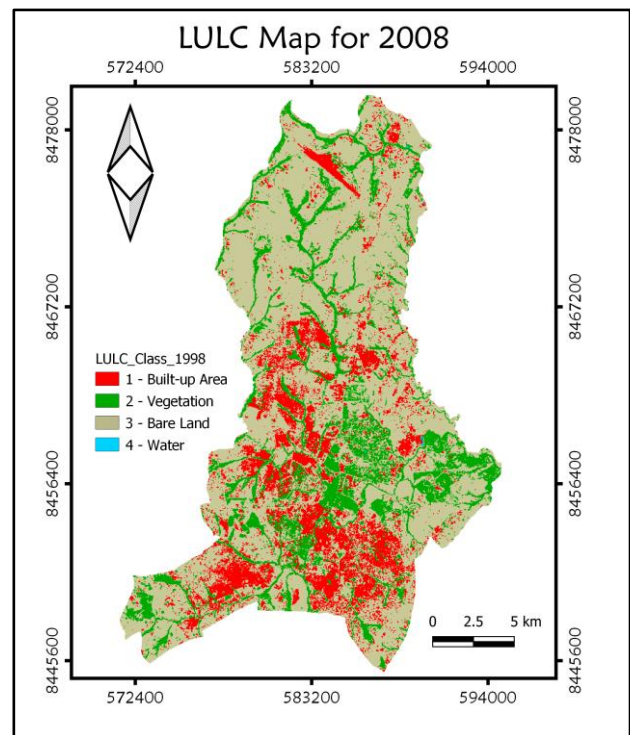 LULC Map for 2008
572400 583200 594000
8478000 8478000
8467200 8467200
LULC_Class_1998
1 - Built-up Area
2 - Vegetation
3 - Bare Land
4 - Water
8456400 8456400
0 2.5 5 km
8445600 8445600
572400 583200 594000